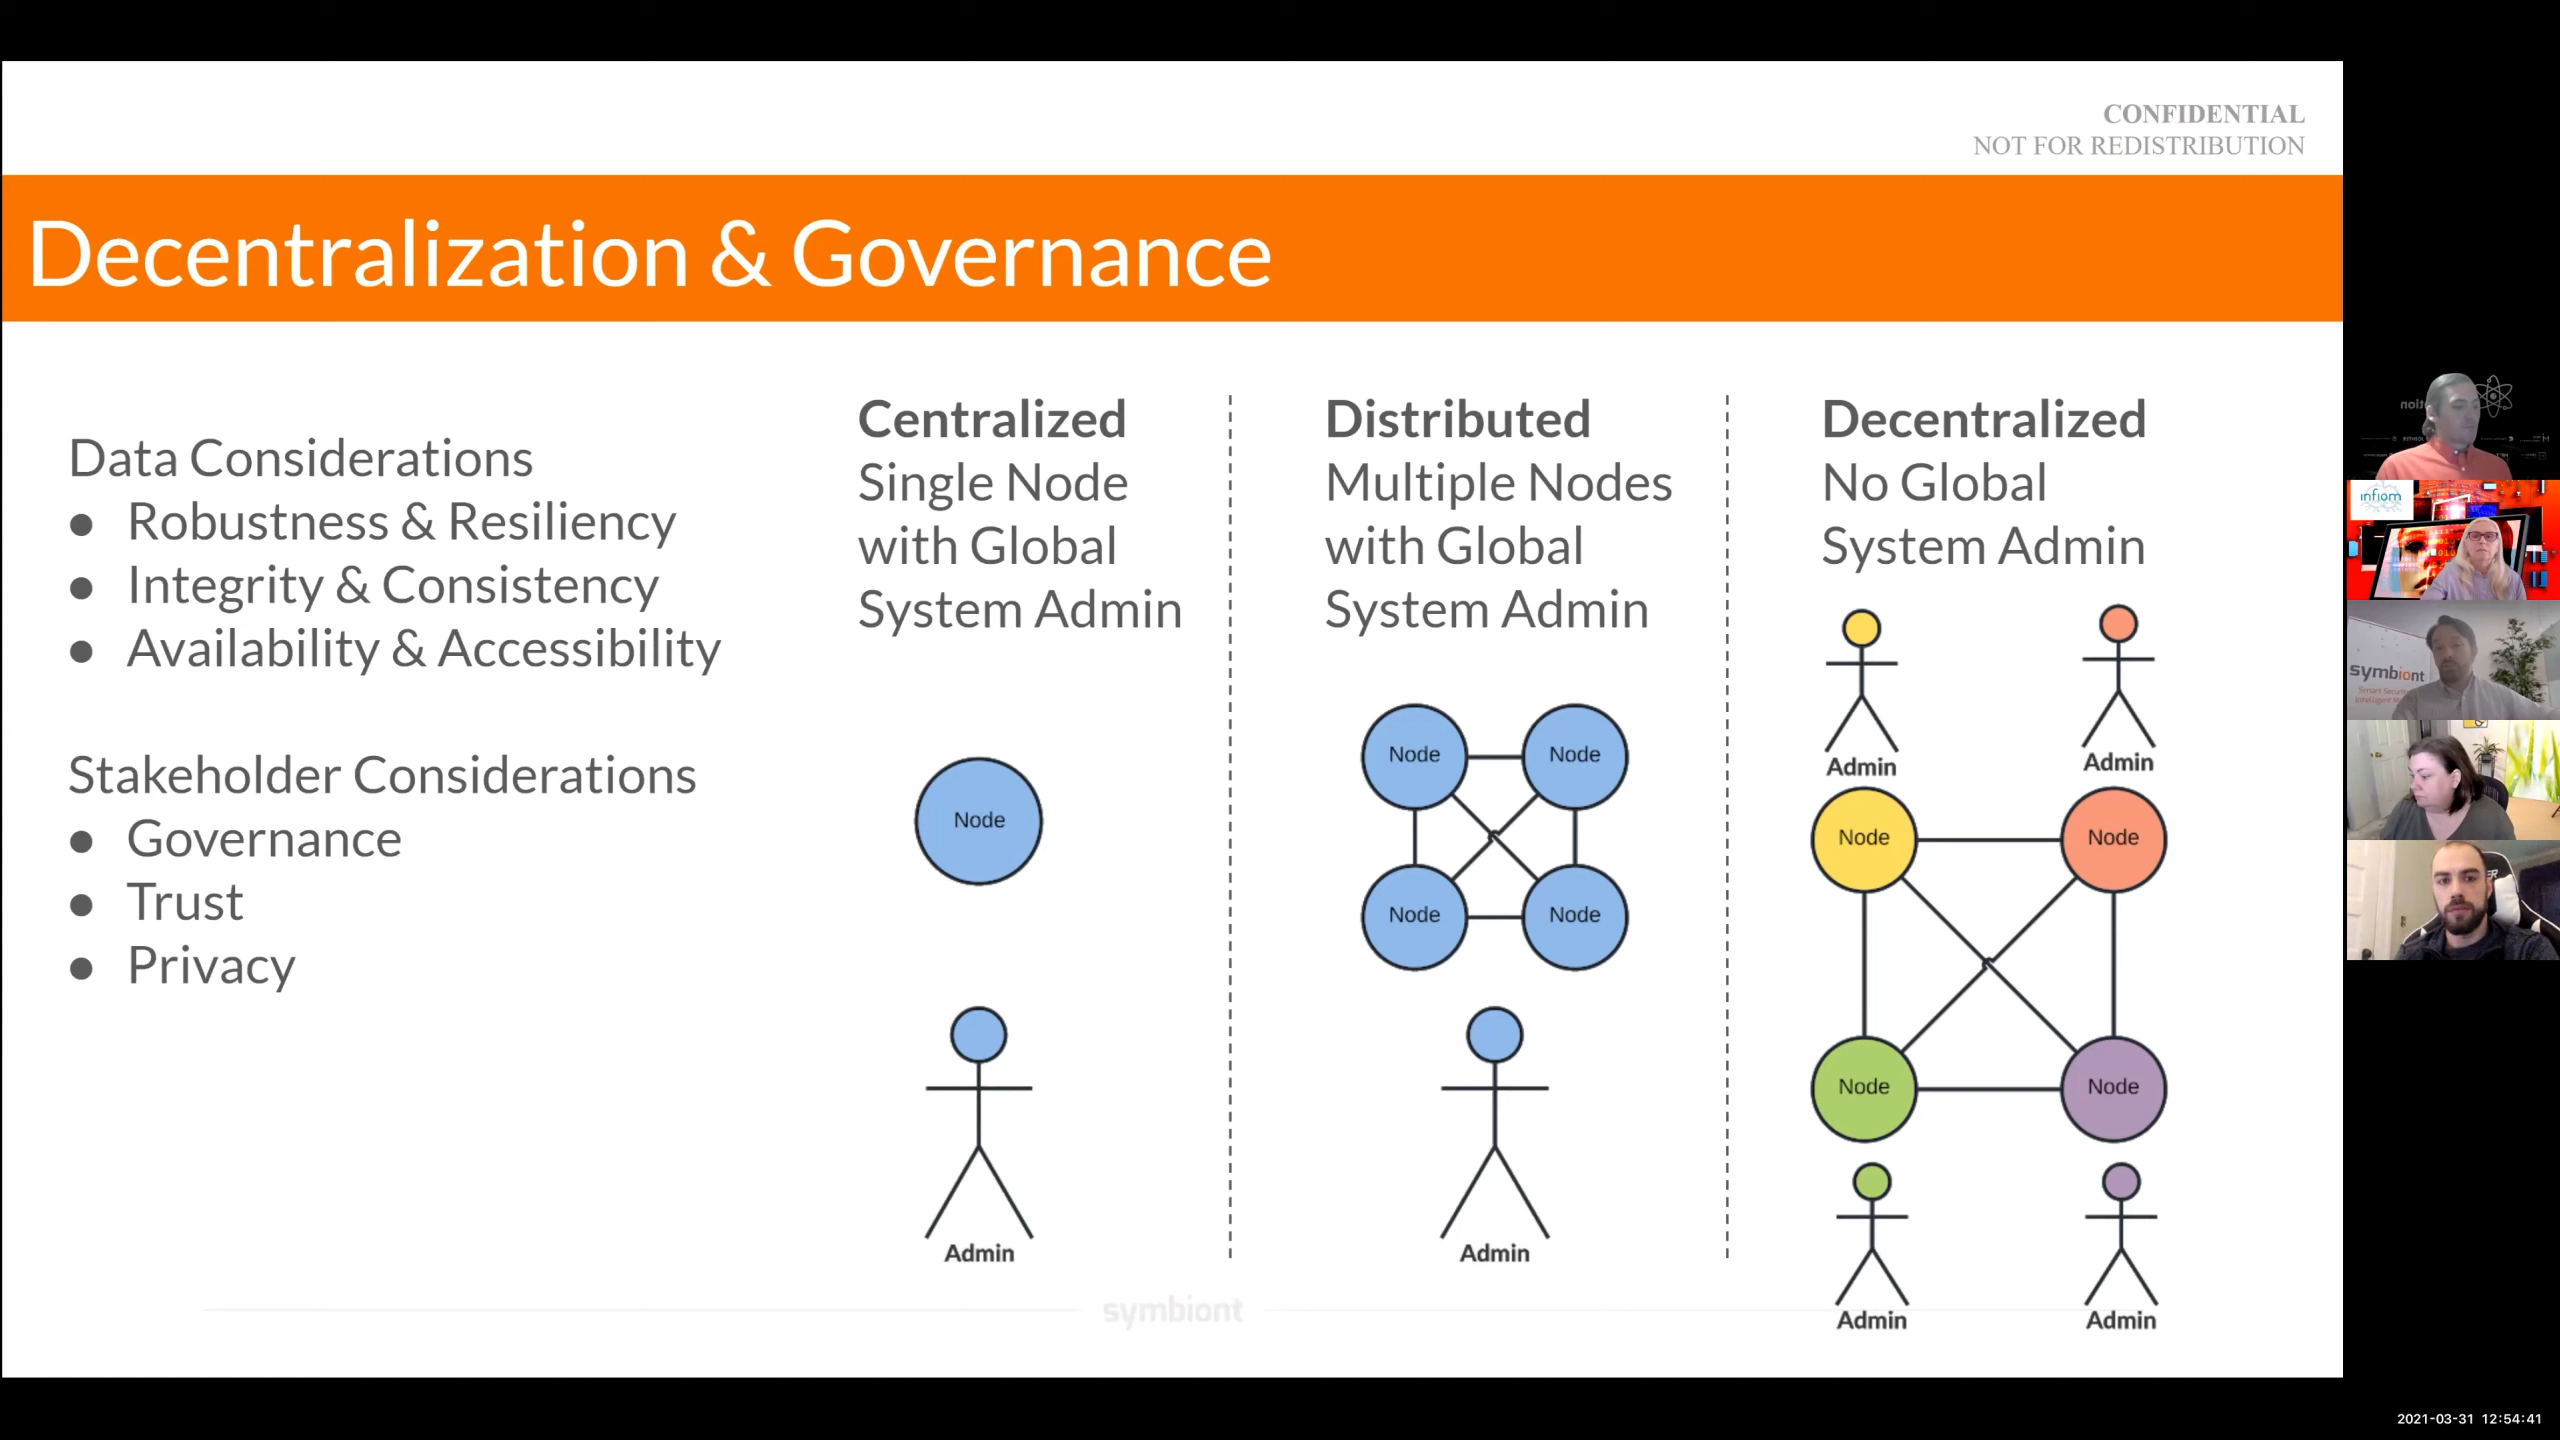 CONFIDENTIAL
NOT FOR REDISTRIBUTION
Decentralization & Governance
Data Considerations
● Robustness & Resiliency
● Integrity & Consistency
● Availability & Accessibility
Stakeholder Considerations
● Governance
● Trust
● Privacy
Centralized
Single Node
with Global
System Admin
Node
Admin
Distributed
Multiple Nodes
with Global
System Admin
Node
Node
Node
Node
Admin
Decentralized
No Global
System Admin
Admin
Admin
Node
Node
Node
Node
Admin
Admin
symbiont
infiom
symbiont
2021-03-31 12:54:41